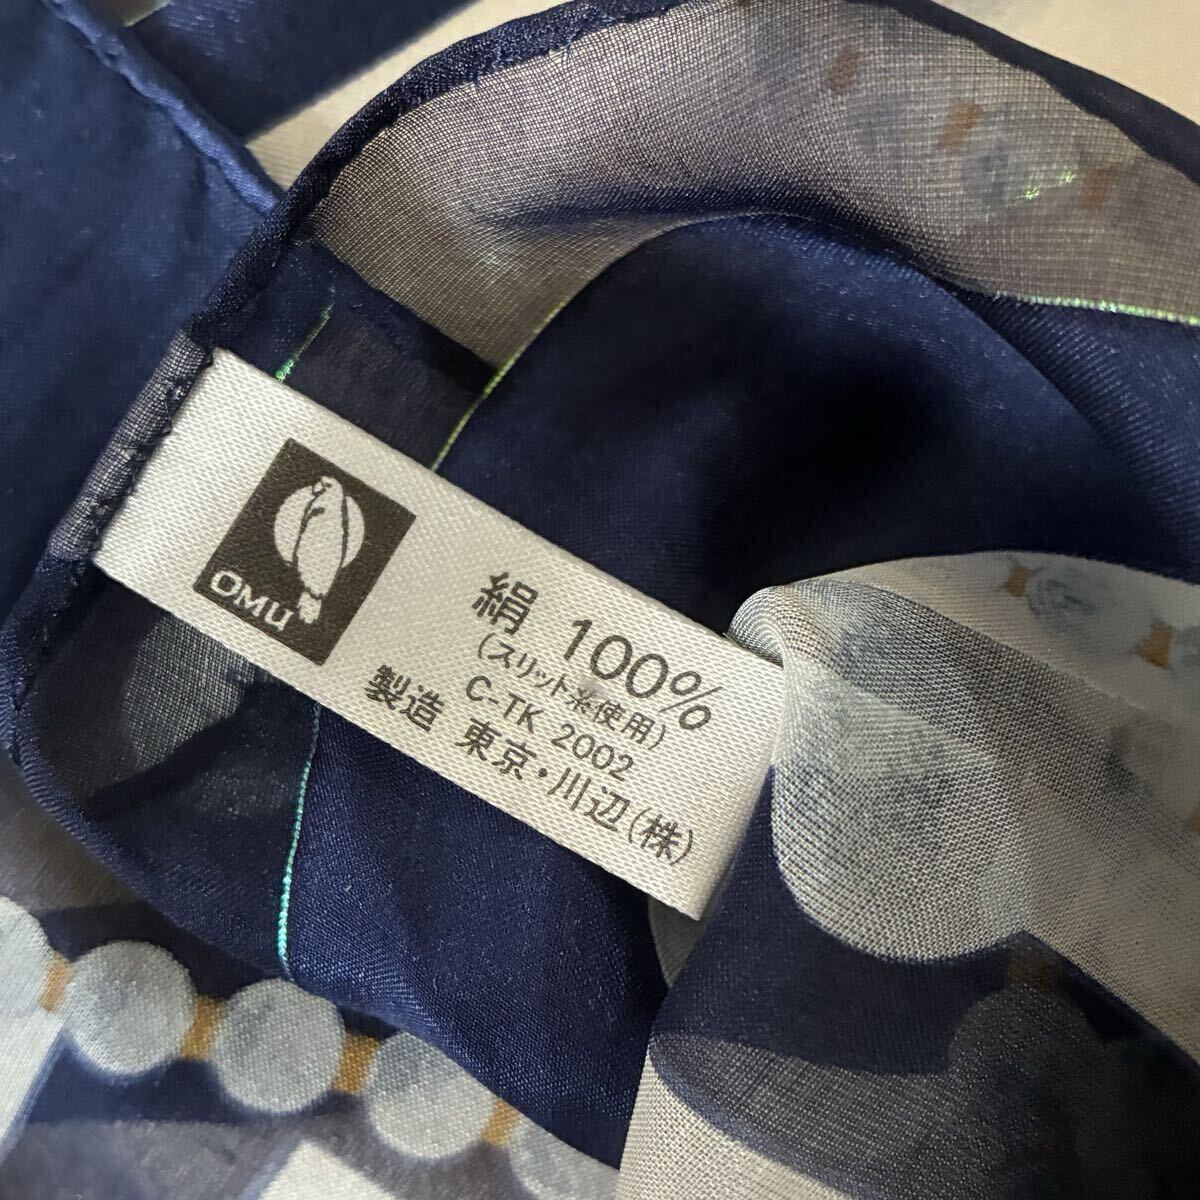 OMU
絹 100%
(スリット糸使用)
C-TK 2002
製造 東京・川辺(株)